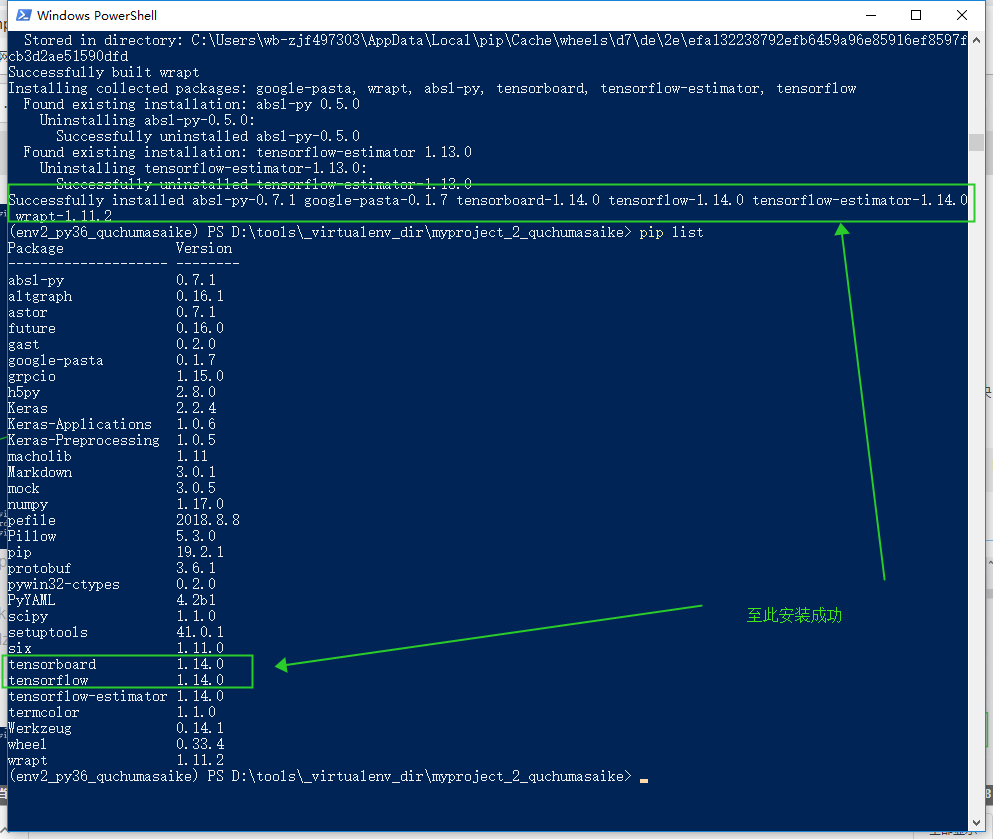 Windows PowerShell
Stored in directory: C:\Users\wb-zjf497303\AppData\Local\pip\Cache\wheels\d7\de\2e\efa132238792efb6459a96e85916ef8597f
cb3d2ae51590dfd
Successfully built wrapt
Installing collected packages: google-pasta, wrapt, absl-py, tensorboard, tensorflow-estimator, tensorflow
Found existing installation: absl-py 0.5.0
Uninstalling absl-py-0.5.0:
Successfully uninstalled absl-py-0.5.0
Found existing installation: tensorflow-estimator 1.13.0
Uninstalling tensorflow-estimator-1.13.0:
Successfully uninstalled tensorflow-estimator-1.13.0
Successfully installed absl-py-0.7.1 google-pasta-0.1.7 tensorboard-1.14.0 tensorflow-1.14.0 tensorflow-estimator-1.14.0
wrapt-1.11.2
(env2_py36_quchumasaike) PS D:\tools\_virtualenv_dir\myproject_2_quchumasaike> pip list
Package Version
-------------------- --------
absl-py 0.7.1
altgraph 0.16.1
astor 0.7.1
future 0.16.0
gast 0.2.0
google-pasta 0.1.7
grpcio 1.15.0
h5py 2.8.0
Keras 2.2.4
Keras-Applications 1.0.6
Keras-Preprocessing 1.0.5
macholib 1.11
Markdown 3.0.1
mock 3.0.5
numpy 1.17.0
pefile 2018.8.8
Pillow 5.3.0
pip 19.2.1
protobuf 3.6.1
pywin32-ctypes 0.2.0
PyYAML 4.2b1
scipy 1.1.0
至此安装成功
setuptools 41.0.1
six 1.11.0
tensorboard 1.14.0
tensorflow 1.14.0
tensorflow-estimator 1.14.0
termcolor 1.1.0
Werkzeug 0.14.1
wheel 0.33.4
wrapt 1.11.2
(env2_py36_quchumasaike) PS D:\tools\_virtualenv_dir\myproject_2_quchumasaike>